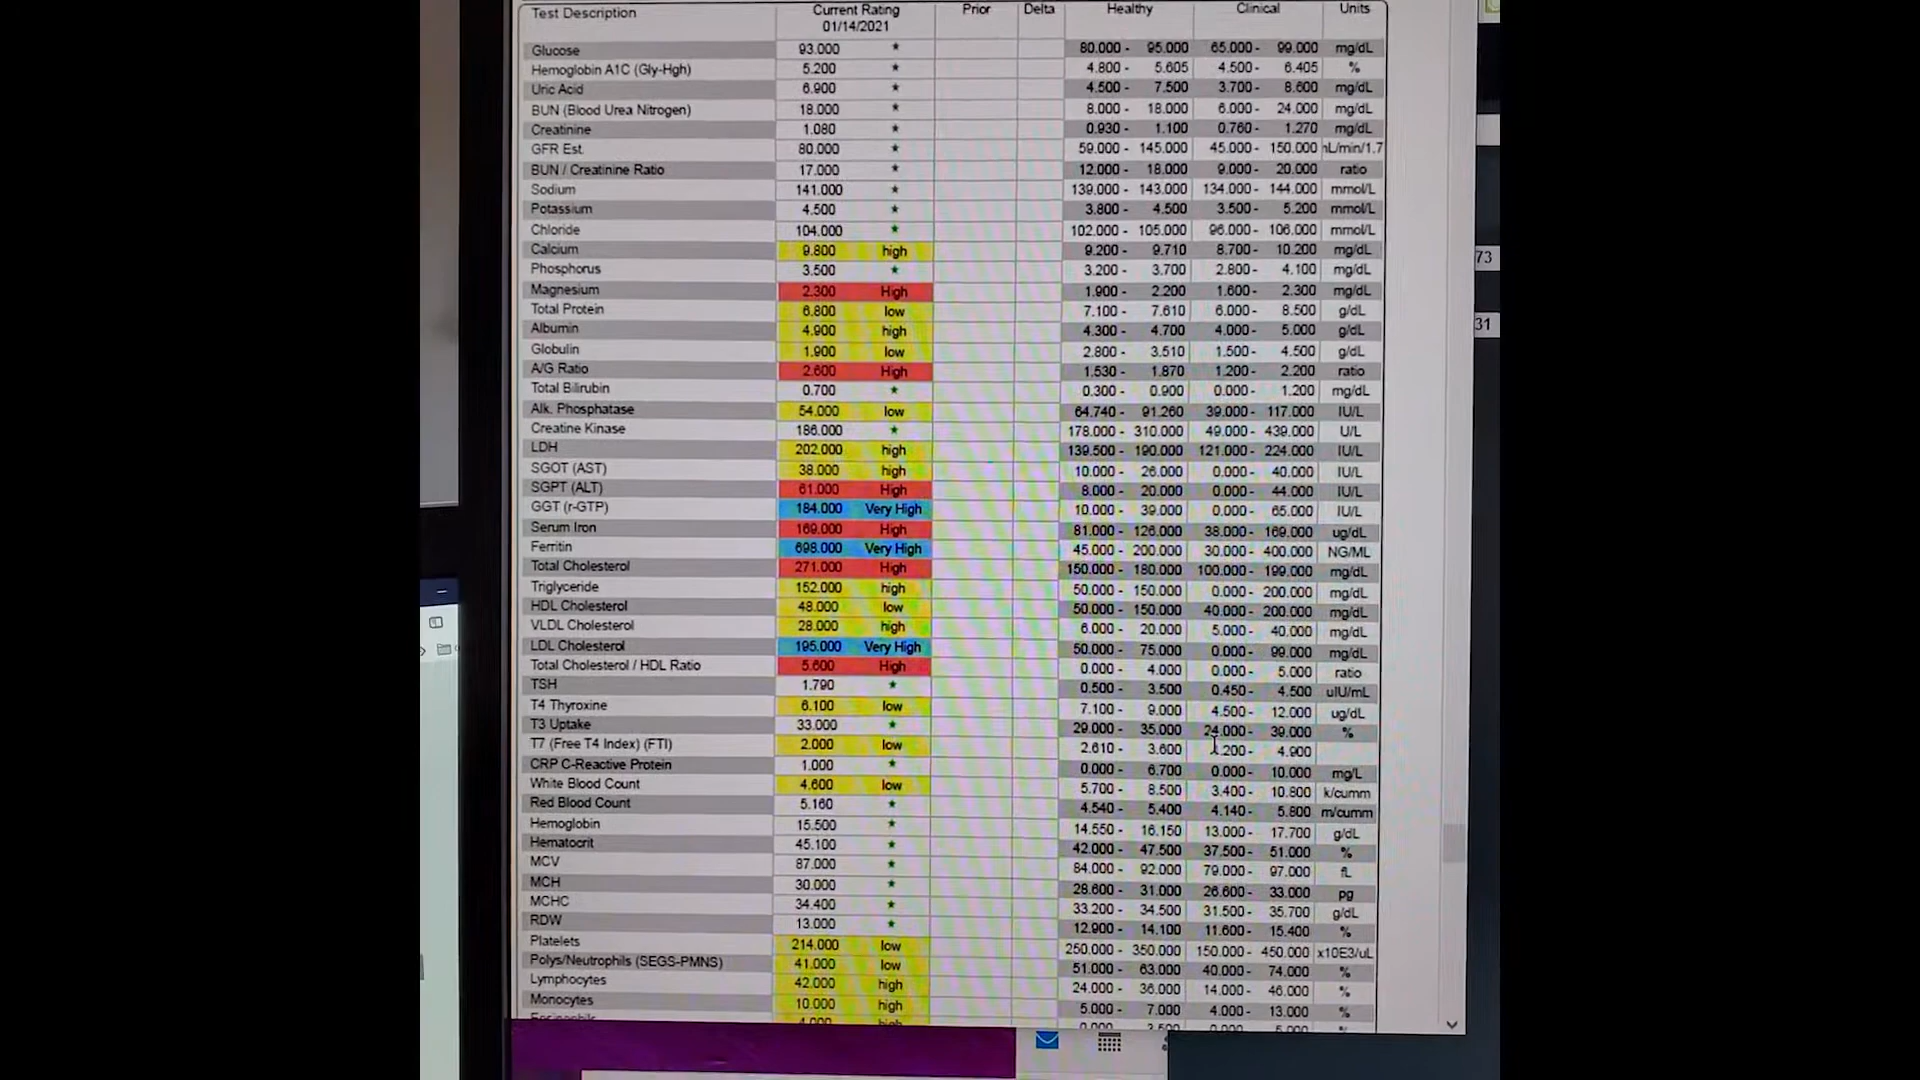 Test Description Current Rating Prior Delta Healthy Clinical Units
01/14/2021
Glucose 93.000 * 80.000 - 95.000 65.000 - 99.000 mg/dL
Hemoglobin A1C (Gly-Hgh) 5.200 * 4.800 - 5.605 4.500 - 6.405 %
Uric Acid 6.900 * 4.500 - 7.500 3.700 - 8.600 mg/dL
BUN (Blood Urea Nitrogen) 18.000 * 8.000 - 18.000 6.000 - 24.000 mg/dL
Creatinine 1.080 * 0.930 - 1.100 0.760 - 1.270 mg/dL
GFR Est. 80.000 * 59.000 - 145.000 45.000 - 150.000 nL/min/1.7
BUN / Creatinine Ratio 17.000 * 12.000 - 18.000 9.000 - 20.000 ratio
Sodium 141.000 * 139.000 - 143.000 134.000 - 144.000 mmol/L
Potassium 4.500 * 3.800 - 4.500 3.500 - 5.200 mmol/L
Chloride 104.000 * 102.000 - 105.000 96.000 - 106.000 mmol/L
Calcium 9.800 high 9.200 - 9.710 8.700 - 10.200 mg/dL
73
Phosphorus 3.500 * 3.200 - 3.700 2.800 - 4.100 mg/dL
Magnesium 2.300 High 1.900 - 2.200 1.600 - 2.300 mg/dL
Total Protein 6.800 low 7.100 - 7.610 6.000 - 8.500 g/dL
31
Albumin 4.900 high 4.300 - 4.700 4.000 - 5.000 g/dL
Globulin 1.900 low 2.800 - 3.510 1.500 - 4.500 g/dL
A/G Ratio 2.600 High 1.530 - 1.870 1.200 - 2.200 ratio
Total Bilirubin 0.700 * 0.300 - 0.900 0.000 - 1.200 mg/dL
Alk. Phosphatase 54.000 low 64.740 - 91.260 39.000 - 117.000 IU/L
Creatine Kinase 186.000 * 178.000 - 310.000 49.000 - 439.000 U/L
LDH 202.000 high 139.500 - 190.000 121.000 - 224.000 IU/L
SGOT (AST) 38.000 high 10.000 - 26.000 0.000 - 40.000 IU/L
SGPT (ALT) 61.000 High 8.000 - 20.000 0.000 - 44.000 IU/L
GGT (r-GTP) 184.000 Very High 10.000 - 39.000 0.000 - 65.000 IU/L
Serum Iron 169.000 High 81.000 - 126.000 38.000 - 169.000 ug/dL
Ferritin 698.000 Very High 45.000 - 200.000 30.000 - 400.000 NG/ML
Total Cholesterol 271.000 High 150.000 - 180.000 100.000 - 199.000 mg/dL
Triglyceride 152.000 high 50.000 - 150.000 0.000 - 200.000 mg/dL
HDL Cholesterol 48.000 low 50.000 - 150.000 40.000 - 200.000 mg/dL
VLDL Cholesterol 28.000 high 6.000 - 20.000 5.000 - 40.000 mg/dL
LDL Cholesterol 195.000 Very High 50.000 - 75.000 0.000 - 99.000 mg/dL
Total Cholesterol / HDL Ratio 5.600 High 0.000 - 4.000 0.000 - 5.000 ratio
TSH 1.790 * 0.500 - 3.500 0.450 - 4.500 uIU/mL
T4 Thyroxine 6.100 low 7.100 - 9.000 4.500 - 12.000 ug/dL
T3 Uptake 33.000 * 29.000 - 35.000 24.000 - 39.000 %
T7 (Free T4 Index) (FTI) 2.000 low 2.610 - 3.600 .200 - 4.900
CRP C-Reactive Protein 1.000 * 0.000 - 6.700 0.000 - 10.000 mg/L
White Blood Count 4.600 low 5.700 - 8.500 3.400 - 10.800 k/cumm
Red Blood Count 5.160 * 4.540 - 5.400 4.140 - 5.800 m/cumm
Hemoglobin 15.500 * 14.550 - 16.150 13.000 - 17.700 g/dL
Hematocrit 45.100 * 42.000 - 47.500 37.500 - 51.000 %
MCV 87.000 * 84.000 - 92.000 79.000 - 97.000 fL
MCH 30.000 * 28.600 - 31.000 26.600 - 33.000 pg
MCHC 34.400 * 33.200 - 34.500 31.500 - 35.700 g/dL
RDW 13.000 * 12.900 - 14.100 11.600 - 15.400 %
Platelets 214.000 low 250.000 - 350.000 150.000 - 450.000 x10E3/uL
Polys/Neutrophils (SEGS-PMNS) 41.000 low 51.000 - 63.000 40.000 - 74.000 %
Lymphocytes 42.000 high 24.000 - 36.000 14.000 - 46.000 %
Monocytes 10.000 high 5.000 - 7.000 4.000 - 13.000 %